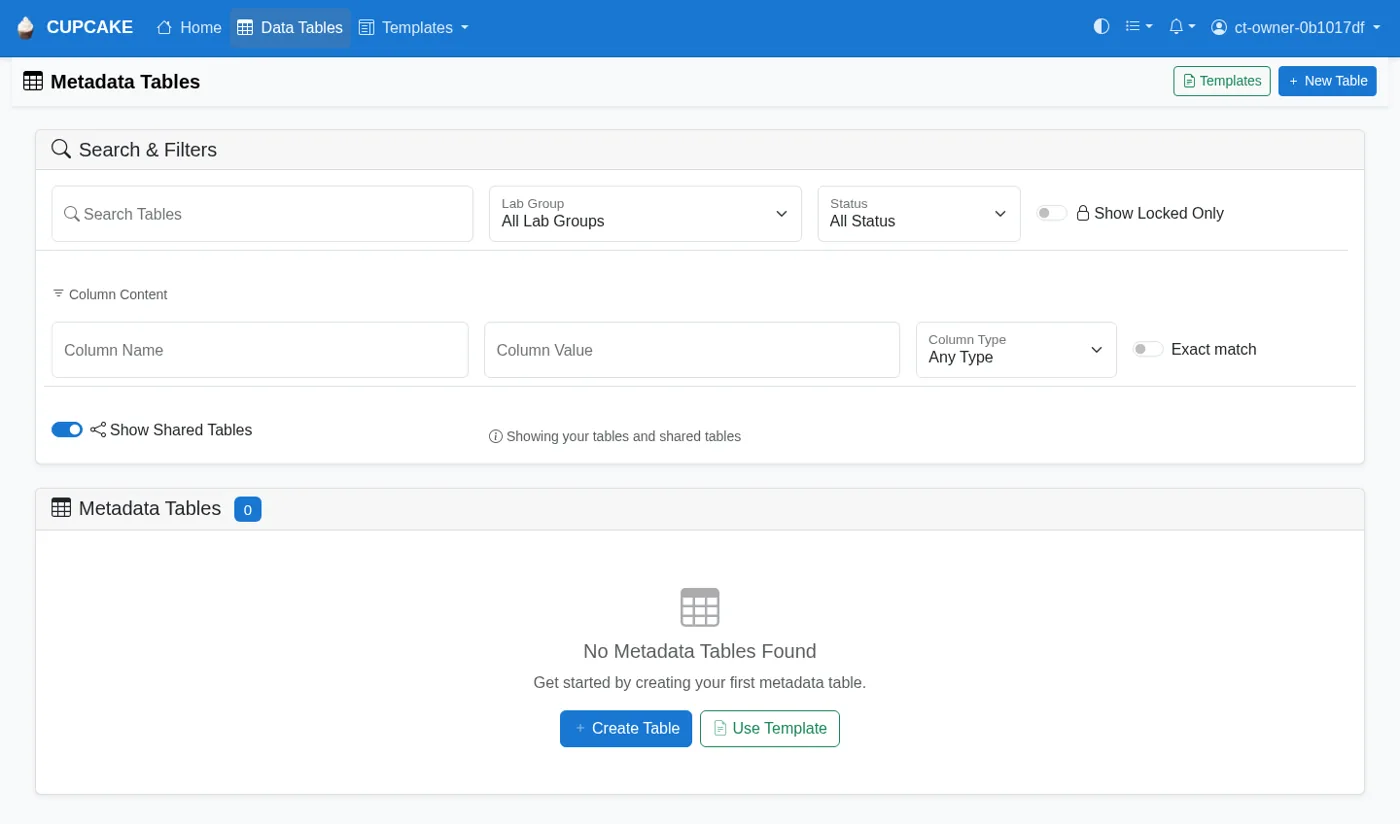 CUPCAKE Home Data Tables Templates ct-owner-0b1017df
Metadata Tables Templates + New Table
Search & Filters
Search Tables
Lab Group
All Lab Groups
Status
All Status
Show Locked Only
Column Content
Column Name
Column Value
Column Type
Any Type
Exact match
Show Shared Tables
Showing your tables and shared tables
Metadata Tables 0
No Metadata Tables Found
Get started by creating your first metadata table.
+ Create Table Use Template